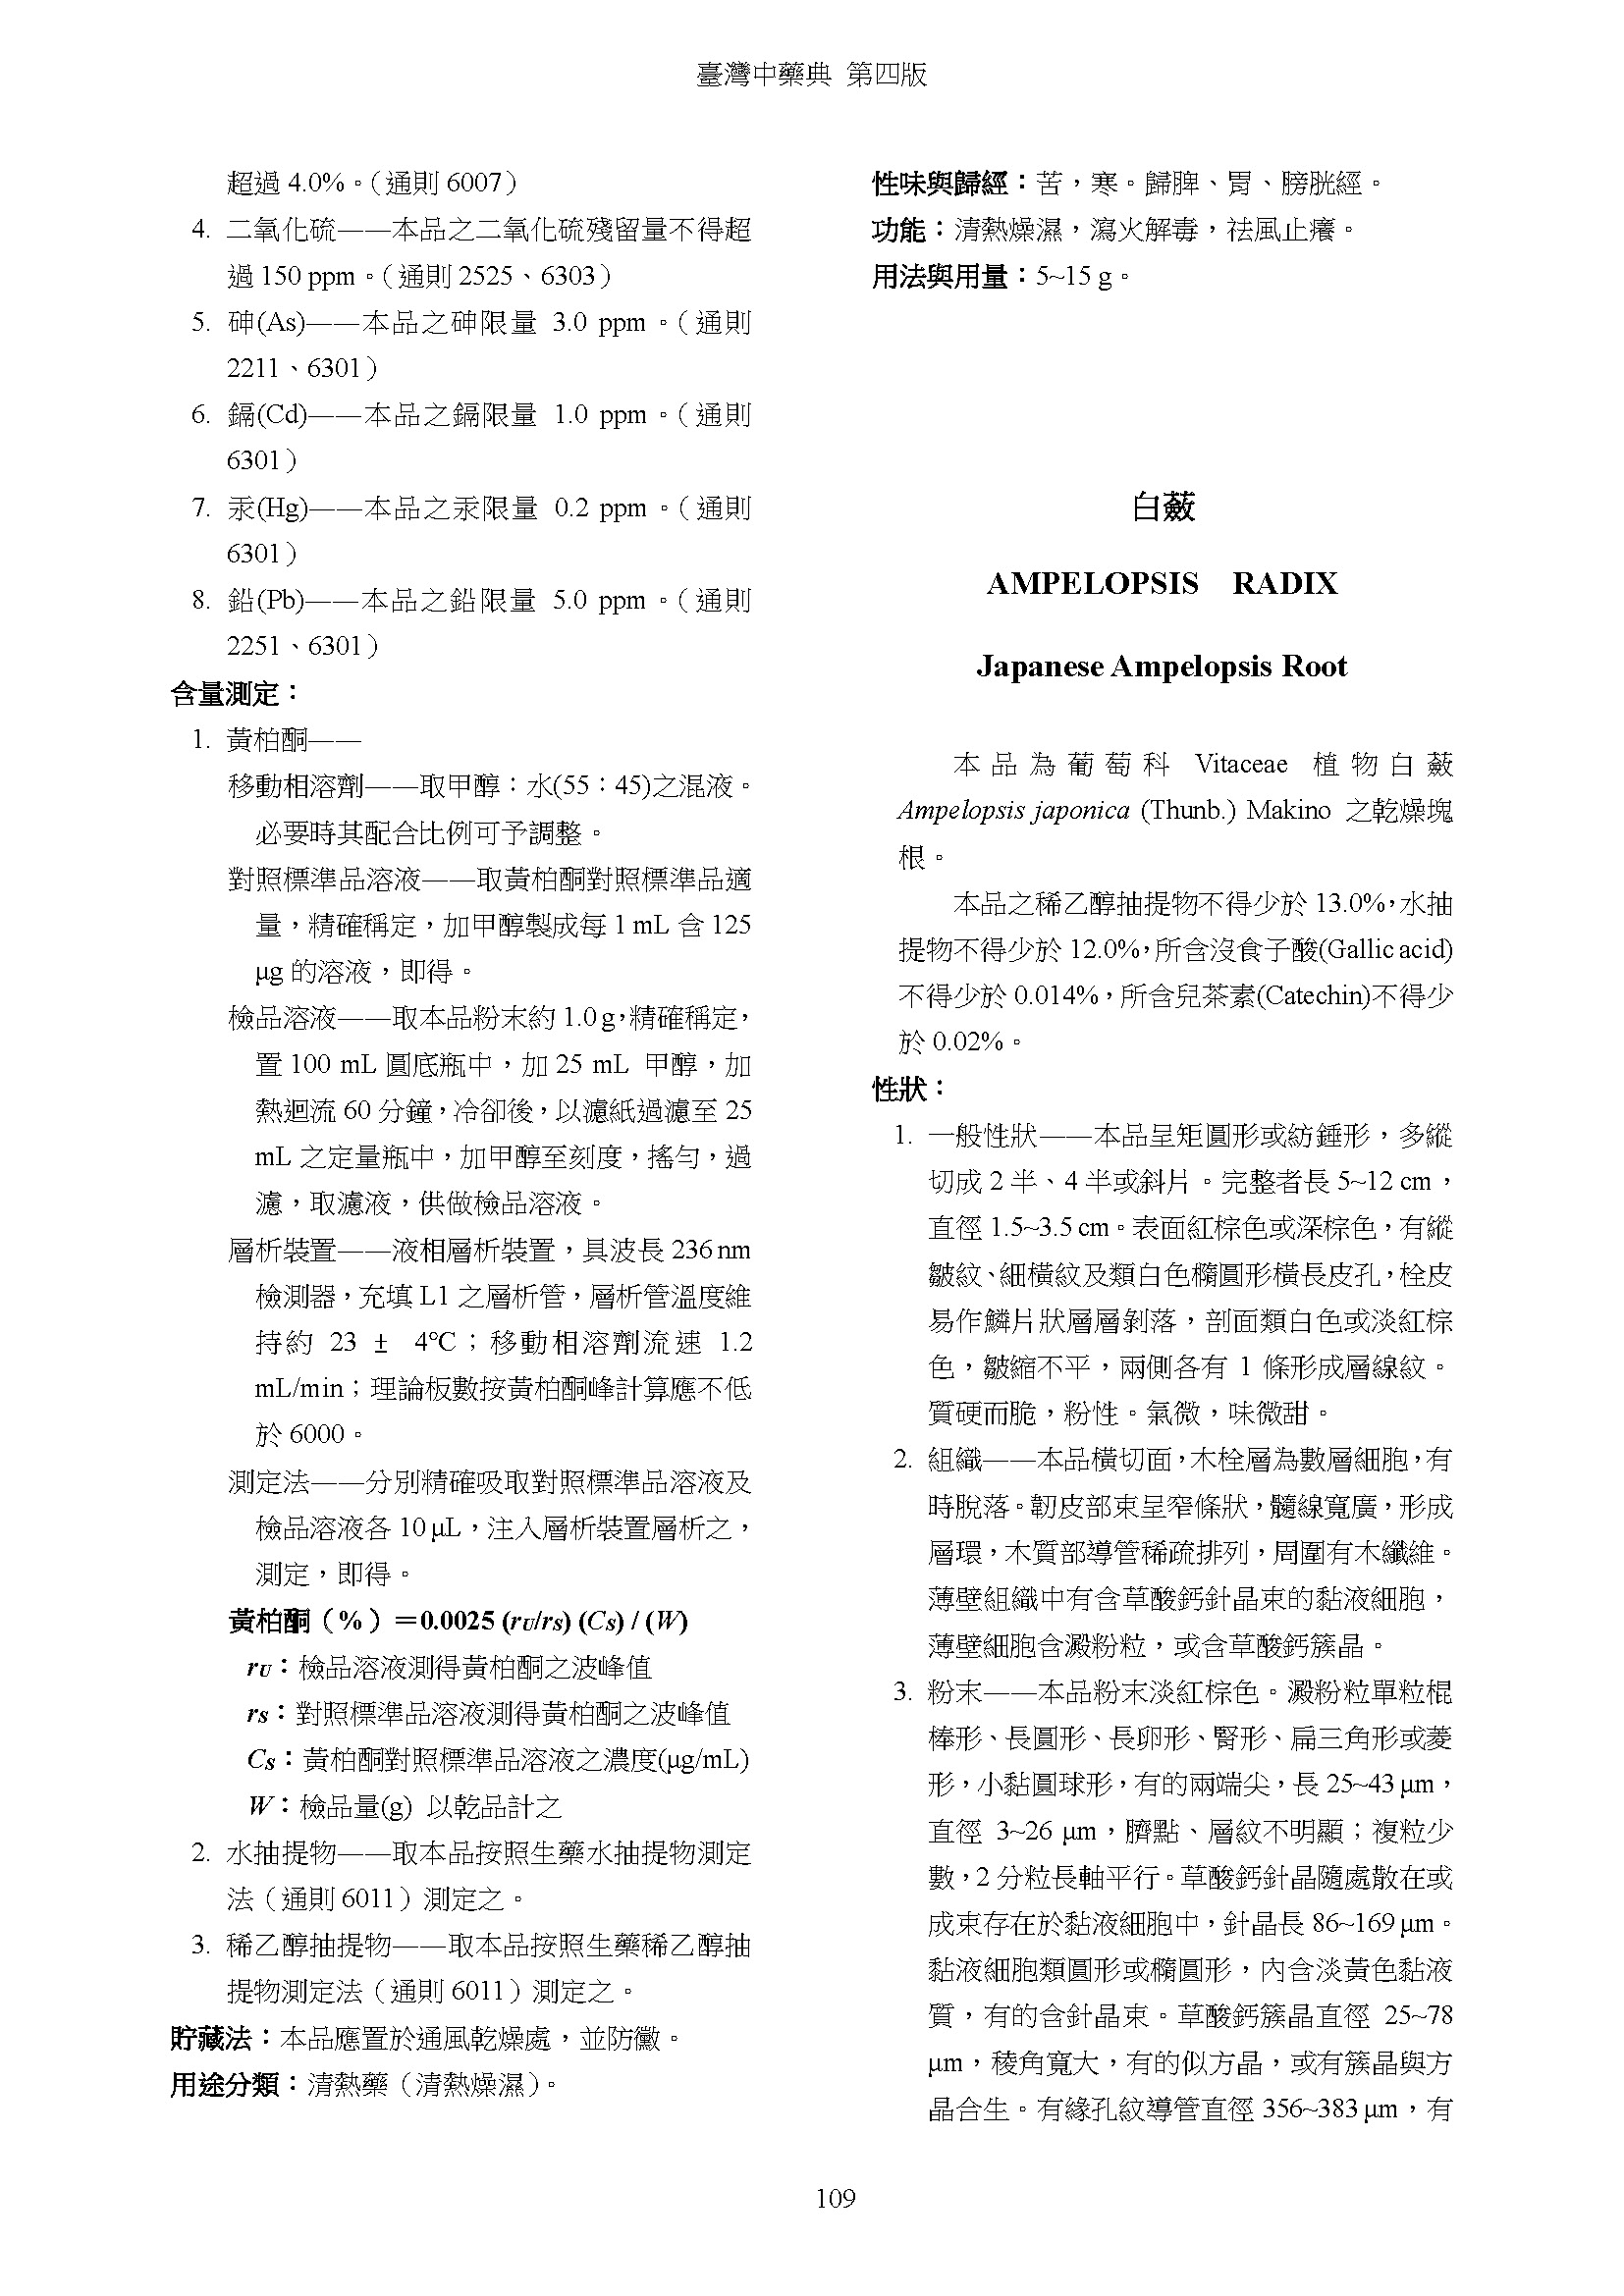 臺灣中藥典 第四版
超過 4.0%。（通則 6007）
4. 二氧化硫——本品之二氧化硫殘留量不得超
過 150 ppm。（通則 2525、6303）
5. 砷(As)——本品之砷限量 3.0 ppm。（通則
2211、6301）
6. 鎘(Cd)——本品之鎘限量 1.0 ppm。（通則
6301）
7. 汞(Hg)——本品之汞限量 0.2 ppm。（通則
6301）
8. 鉛(Pb)——本品之鉛限量 5.0 ppm。（通則
2251、6301）
含量測定：
1. 黃柏酮——
移動相溶劑——取甲醇：水(55：45)之混液。
必要時其配合比例可予調整。
對照標準品溶液——取黃柏酮對照標準品適
量，精確稱定，加甲醇製成每 1 mL 含 125
μg 的溶液，即得。
檢品溶液——取本品粉末約 1.0 g，精確稱定，
置 100 mL 圓底瓶中，加 25 mL 甲醇，加
熱迴流 60 分鐘，冷卻後，以濾紙過濾至 25
mL 之定量瓶中，加甲醇至刻度，搖勻，過
濾，取濾液，供做檢品溶液。
層析裝置——液相層析裝置，具波長 236 nm
檢測器，充填 L1 之層析管，層析管溫度維
持約 23 ± 4℃；移動相溶劑流速 1.2
mL/min；理論板數按黃柏酮峰計算應不低
於 6000。
測定法——分別精確吸取對照標準品溶液及
檢品溶液各 10 μL，注入層析裝置層析之，
測定，即得。
黃柏酮（%）＝0.0025 (rU/rS) (CS) / (W)
rU：檢品溶液測得黃柏酮之波峰值
rS：對照標準品溶液測得黃柏酮之波峰值
CS：黃柏酮對照標準品溶液之濃度(μg/mL)
W：檢品量(g) 以乾品計之
2. 水抽提物——取本品按照生藥水抽提物測定
法（通則 6011）測定之。
3. 稀乙醇抽提物——取本品按照生藥稀乙醇抽
提物測定法（通則 6011）測定之。
貯藏法：本品應置於通風乾燥處，並防黴。
用途分類：清熱藥（清熱燥濕）。
性味與歸經：苦，寒。歸脾、胃、膀胱經。
功能：清熱燥濕，瀉火解毒，祛風止癢。
用法與用量：5~15 g。
白蘞
AMPELOPSIS RADIX
Japanese Ampelopsis Root
本品為葡萄科 Vitaceae 植物白蘞
Ampelopsis japonica (Thunb.) Makino 之乾燥塊
根。
本品之稀乙醇抽提物不得少於 13.0%，水抽
提物不得少於 12.0%，所含沒食子酸(Gallic acid)
不得少於 0.014%，所含兒茶素(Catechin)不得少
於 0.02%。
性狀：
1. 一般性狀——本品呈矩圓形或紡錘形，多縱
切成 2 半、4 半或斜片。完整者長 5~12 cm，
直徑 1.5~3.5 cm。表面紅棕色或深棕色，有縱
皺紋、細橫紋及類白色橢圓形橫長皮孔，栓皮
易作鱗片狀層層剝落，剖面類白色或淡紅棕
色，皺縮不平，兩側各有 1 條形成層線紋。
質硬而脆，粉性。氣微，味微甜。
2. 組織——本品橫切面，木栓層為數層細胞，有
時脫落。韌皮部束呈窄條狀，髓線寬廣，形成
層環，木質部導管稀疏排列，周圍有木纖維。
薄壁組織中有含草酸鈣針晶束的黏液細胞，
薄壁細胞含澱粉粒，或含草酸鈣簇晶。
3. 粉末——本品粉末淡紅棕色。澱粉粒單粒棍
棒形、長圓形、長卵形、腎形、扁三角形或菱
形，小黏圓球形，有的兩端尖，長 25~43 μm，
直徑 3~26 μm，臍點、層紋不明顯；複粒少
數，2 分粒長軸平行。草酸鈣針晶隨處散在或
成束存在於黏液細胞中，針晶長 86~169 μm。
黏液細胞類圓形或橢圓形，內含淡黃色黏液
質，有的含針晶束。草酸鈣簇晶直徑 25~78
μm，稜角寬大，有的似方晶，或有簇晶與方
晶合生。有緣孔紋導管直徑 356~383 μm，有
109